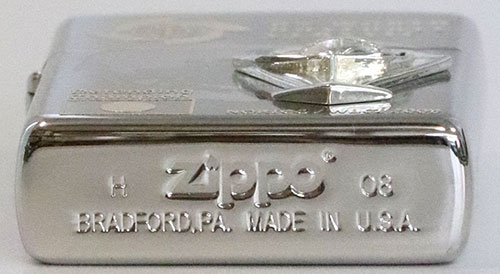 H Zippo® 08
BRADFORD,PA. MADE IN U.S.A.